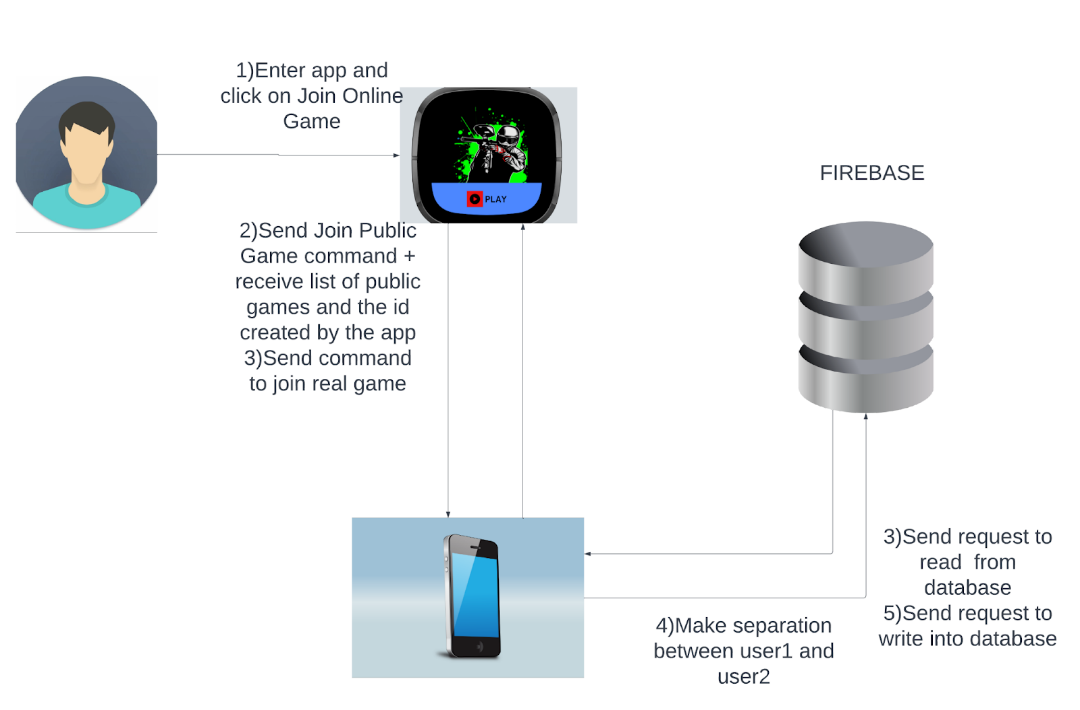 1)Enter app and
click on Join Online
Game
PLAY
FIREBASE
2)Send Join Public
Game command +
receive list of public
games and the id
created by the app
3)Send command
to join real game
3)Send request to
read  from
database
5)Send request to
write into database
4)Make separation
between user1 and
user2